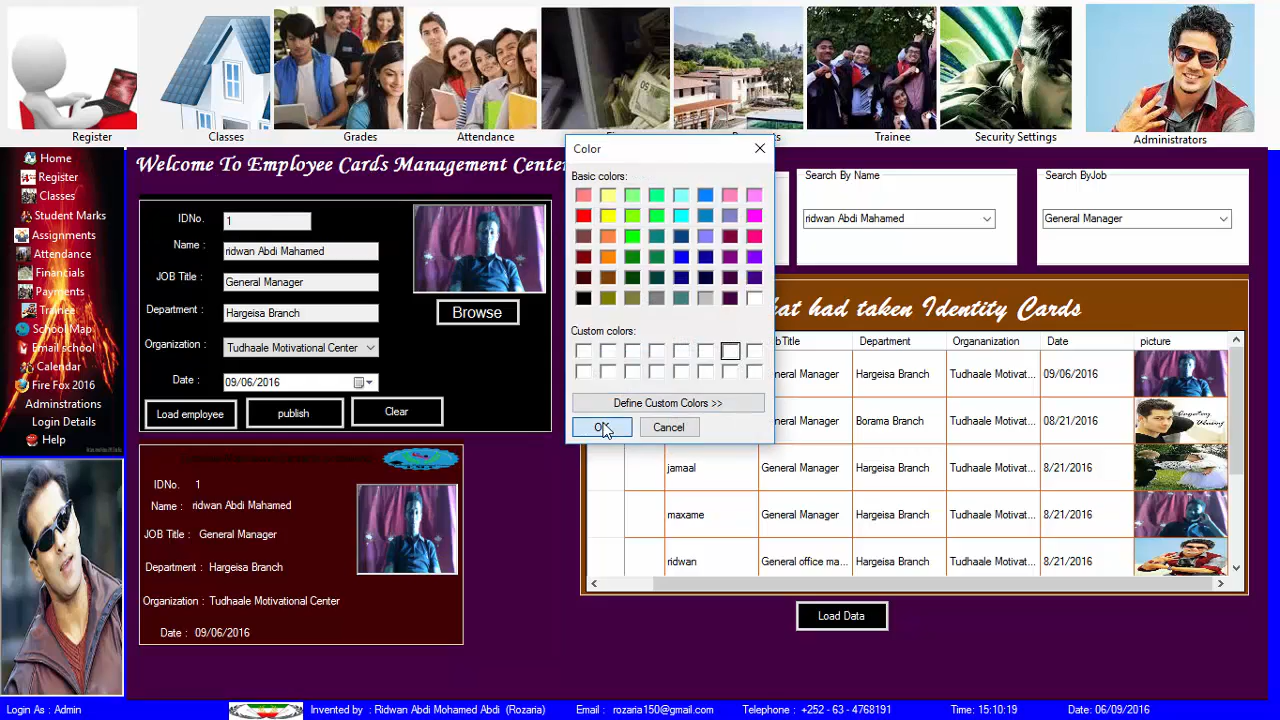 Register
Classes
Grades
Attendance
Trainee
Security Settings
Administrators
Home
Register
Classes
Student Marks
Assignments
Attendance
Financials
Payments
Trainee
School Map
Email school
Calendar
Fire Fox 2016
Adminstrations
Login Details
Help
Welcome To Employee Cards Management Center
IDNo. 1
Name : ridwan Abdi Mahamed
JOB Title : General Manager
Department : Hargeisa Branch
Organization : Tudhaale Motivational Center
Date : 09/06/2016
Browse
Load employee publish Clear
IDNo. 1
Name : ridwan Abdi Mahamed
JOB Title : General Manager
Department : Hargeisa Branch
Organization : Tudhaale Motivational Center
Date : 09/06/2016
Color
Basic colors:
Custom colors:
Define Custom Colors >>
OK Cancel
Search By Name
ridwan Abdi Mahamed
Search ByJob
General Manager
hat had taken Identity Cards
Title Department Organanization Date picture
General Manager Hargeisa Branch Tudhaale Motivat... 09/06/2016
General Manager Borama Branch Tudhaale Motivat... 08/21/2016
jamaal General Manager Hargeisa Branch Tudhaale Motivat... 8/21/2016
maxame General Manager Hargeisa Branch Tudhaale Motivat... 8/21/2016
ridwan General office ma... Hargeisa Branch Tudhaale Motivat... 8/21/2016
Load Data
Login As : Admin
Invented by : Ridwan Abdi Mohamed Abdi (Rozaria)
Email : rozaria150@gmail.com
Telephone : +252 - 63 - 4768191
Time: 15:10:19
Date: 06/09/2016